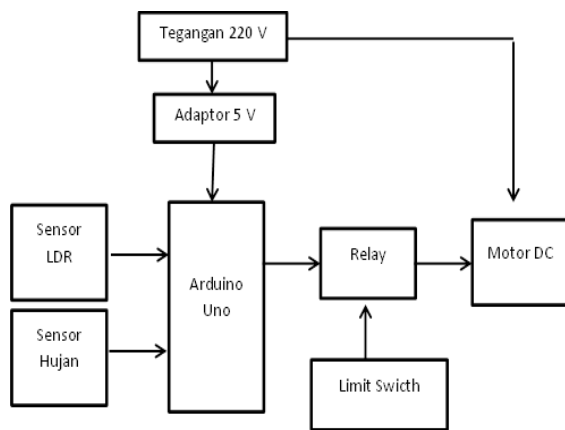 Tegangan 220 V
Adaptor 5 V
Sensor
LDR
Sensor
Hujan
Arduino
Uno
Relay
Motor DC
Limit Swicth